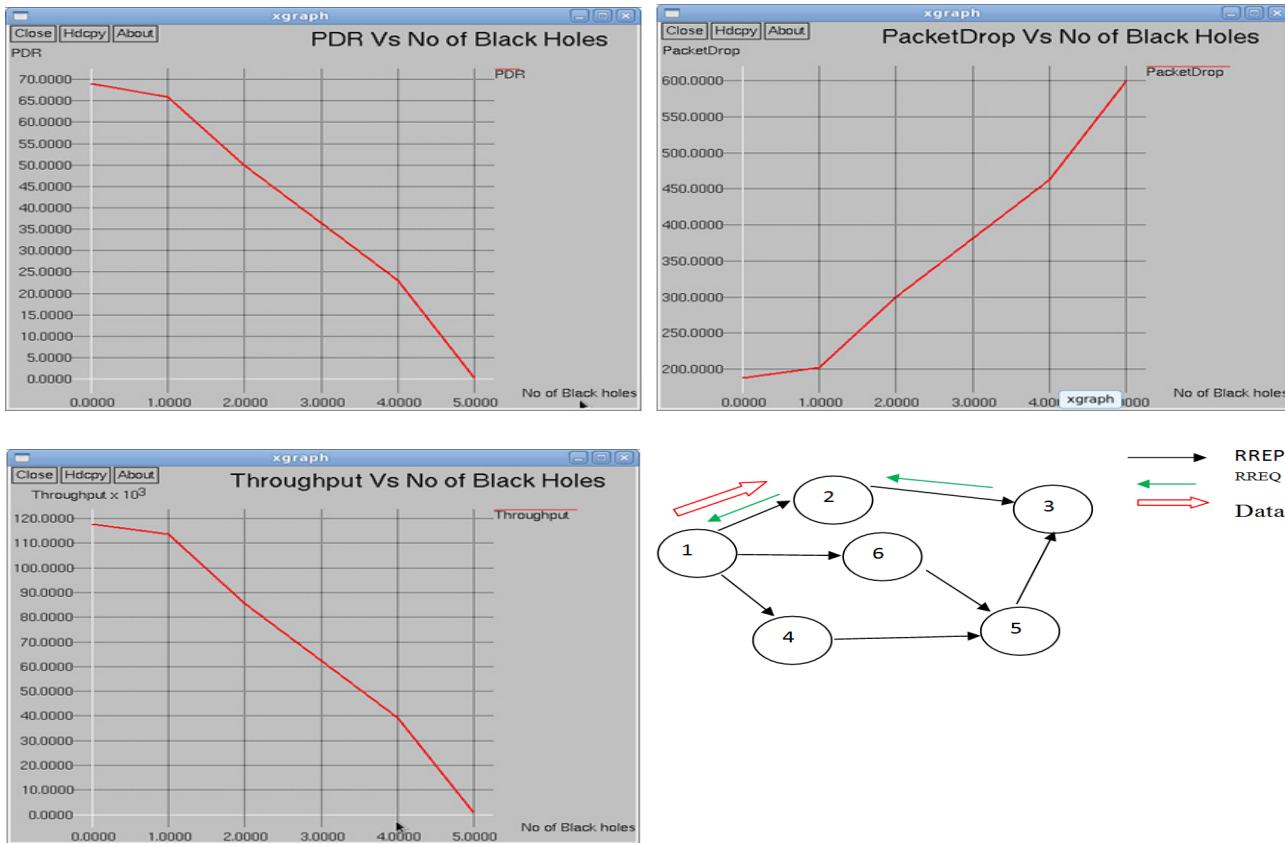 xgraph
Close Hdcpy About
PDR Vs No of Black Holes
PDR
PDR
70.0000
65.0000
60.0000
55.0000
50.0000
45.0000
40.0000
35.0000
30.0000
25.0000
20.0000
15.0000
10.0000
5.0000
0.0000
No of Black holes
0.0000 1.0000 2.0000 3.0000 4.0000 5.0000
xgraph
Close Hdcpy About
PacketDrop Vs No of Black Holes
PacketDrop
PacketDrop
600.0000
550.0000
500.0000
450.0000
400.0000
350.0000
300.0000
250.0000
200.0000
No of Black holes
0.0000 1.0000 2.0000 3.0000 4.00 xgraph 000
xgraph
Close Hdcpy About
Throughput Vs No of Black Holes
Throughput x 10³
Throughput
120.0000
110.0000
100.0000
90.0000
80.0000
70.0000
60.0000
50.0000
40.0000
30.0000
20.0000
10.0000
0.0000
No of Black holes
0.0000 1.0000 2.0000 3.0000 4.0000 5.0000
RREP
RREQ
Data
2
3
1
6
4
5